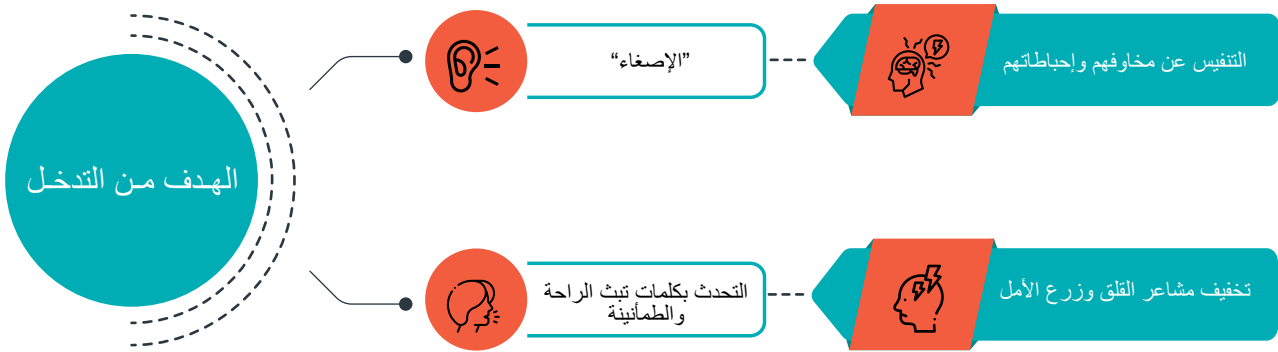 الهدف من التدخل
”الإصغاء“
التنفيس عن مخاوفهم وإحباطاتهم
التحدث بكلمات تبث الراحة
والطمأنينة
تخفيف مشاعر القلق وزرع الأمل